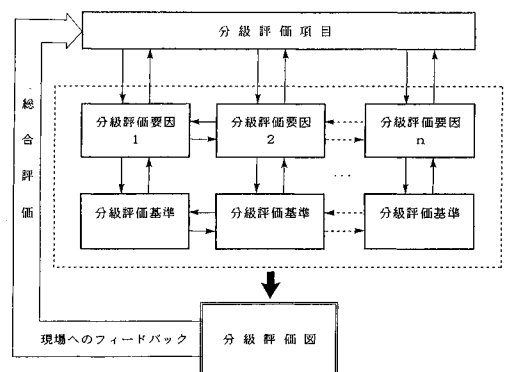 分級評価項目
総合評価
分級評価要因
1
分級評価要因
2
分級評価要因
n
...
分級評価基準
分級評価基準
分級評価基準
現場へのフィードバック
分級評価図